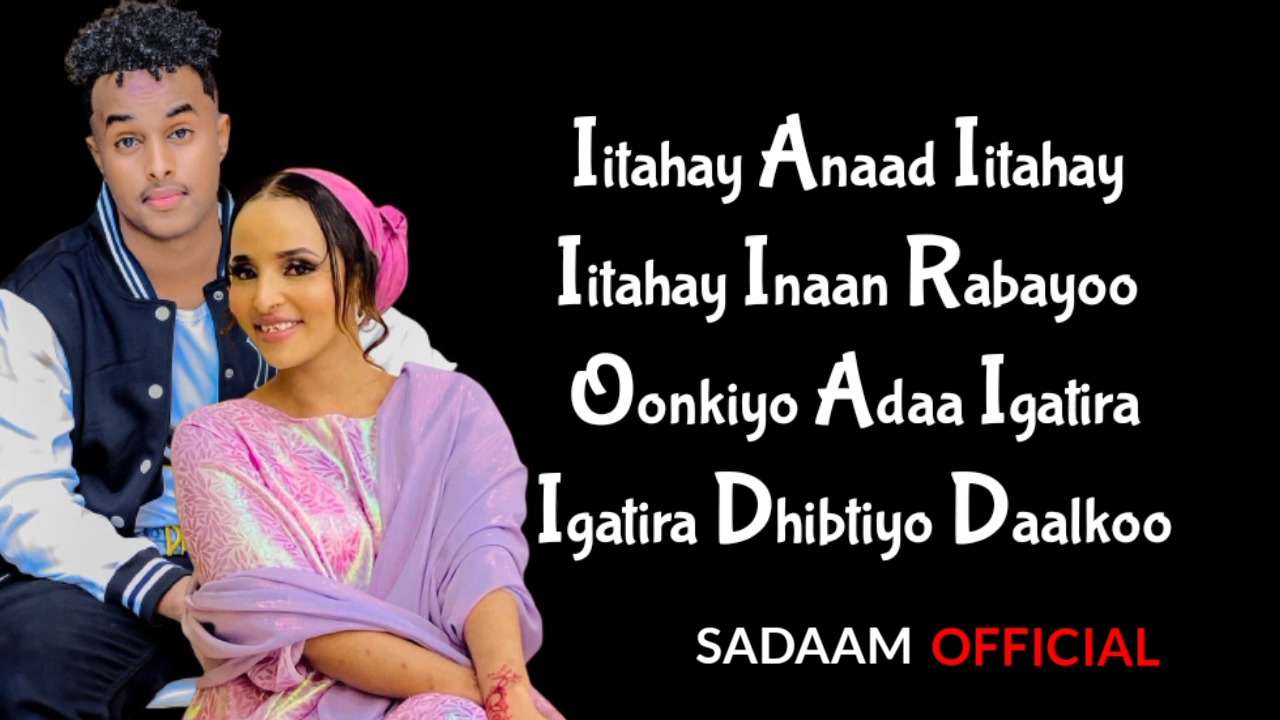 Iitahay Anaad Iitahay
Iitahay Inaan Rabayoo
Oonkiyo Adaa Igatira
Igatira Dhibtiyo Daalkoo
SADAAM OFFICIAL